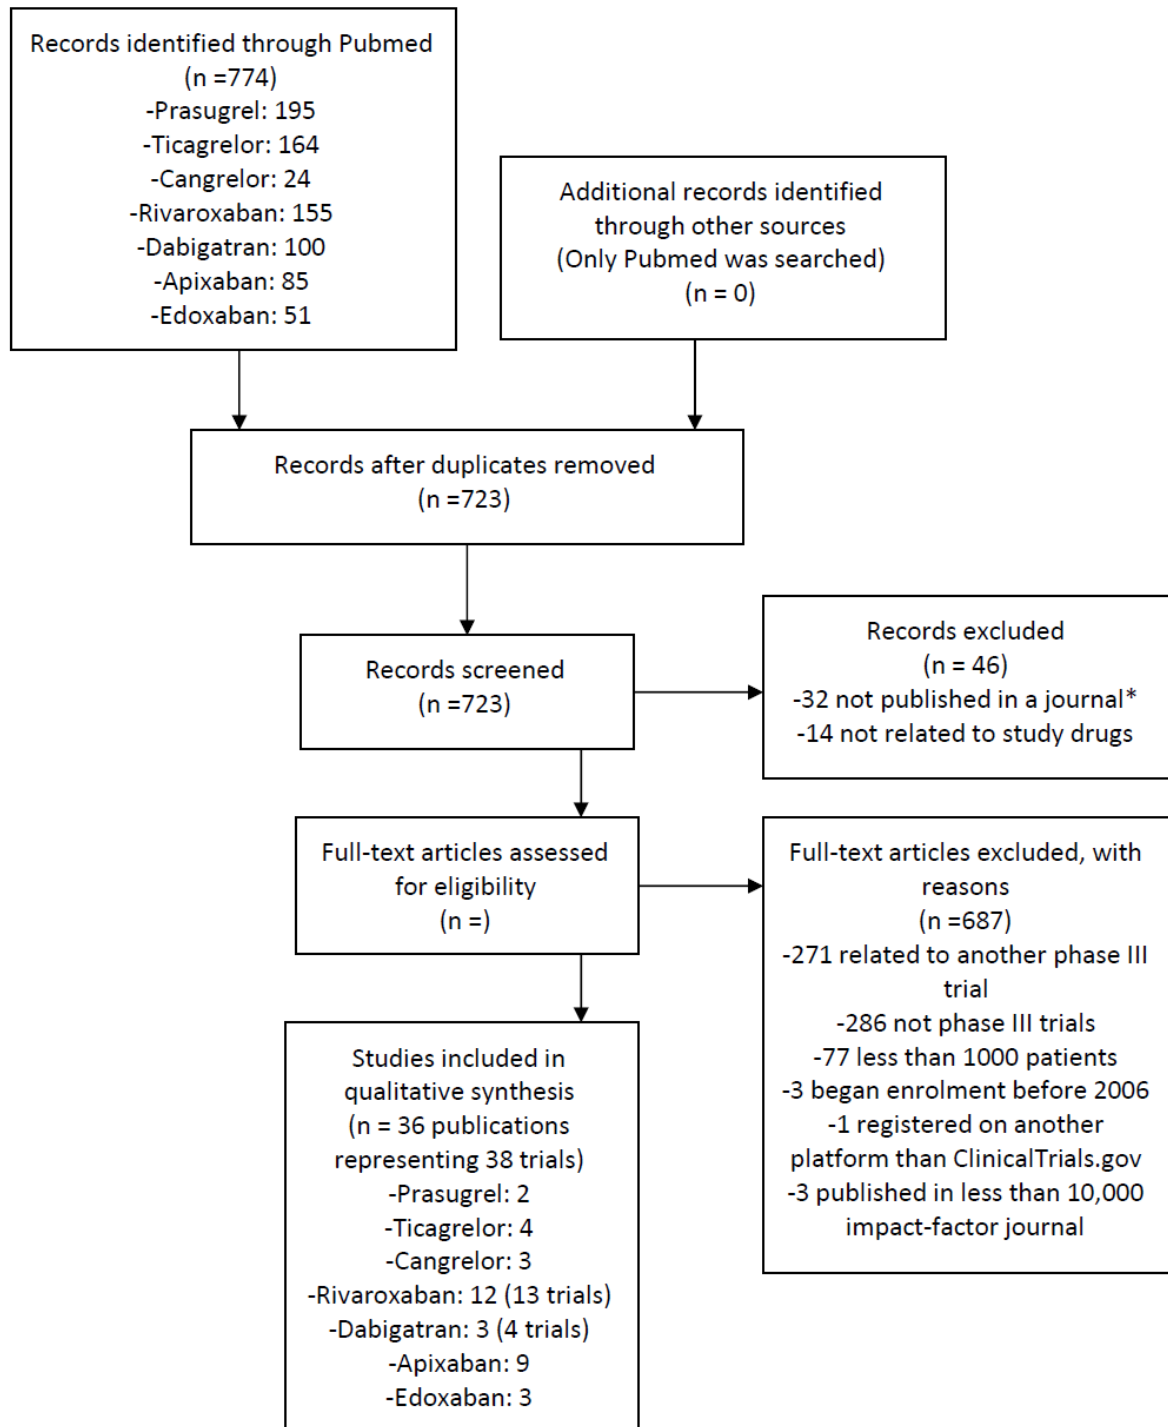 Records identified through Pubmed
(n =774)
-Prasugrel: 195
-Ticagrelor: 164
-Cangrelor: 24
-Rivaroxaban: 155
-Dabigatran: 100
-Apixaban: 85
-Edoxaban: 51
Additional records identified
through other sources
(Only Pubmed was searched)
(n = 0)
Records after duplicates removed
(n =723)
Records screened
(n =723)
Records excluded
(n = 46)
-32 not published in a journal*
-14 not related to study drugs
Full-text articles assessed
for eligibility
(n =)
Full-text articles excluded, with
reasons
(n =687)
-271 related to another phase III
trial
-286 not phase III trials
-77 less than 1000 patients
-3 began enrolment before 2006
-1 registered on another
platform than ClinicalTrials.gov
-3 published in less than 10,000
impact-factor journal
Studies included in
qualitative synthesis
(n = 36 publications
representing 38 trials)
-Prasugrel: 2
-Ticagrelor: 4
-Cangrelor: 3
-Rivaroxaban: 12 (13 trials)
-Dabigatran: 3 (4 trials)
-Apixaban: 9
-Edoxaban: 3